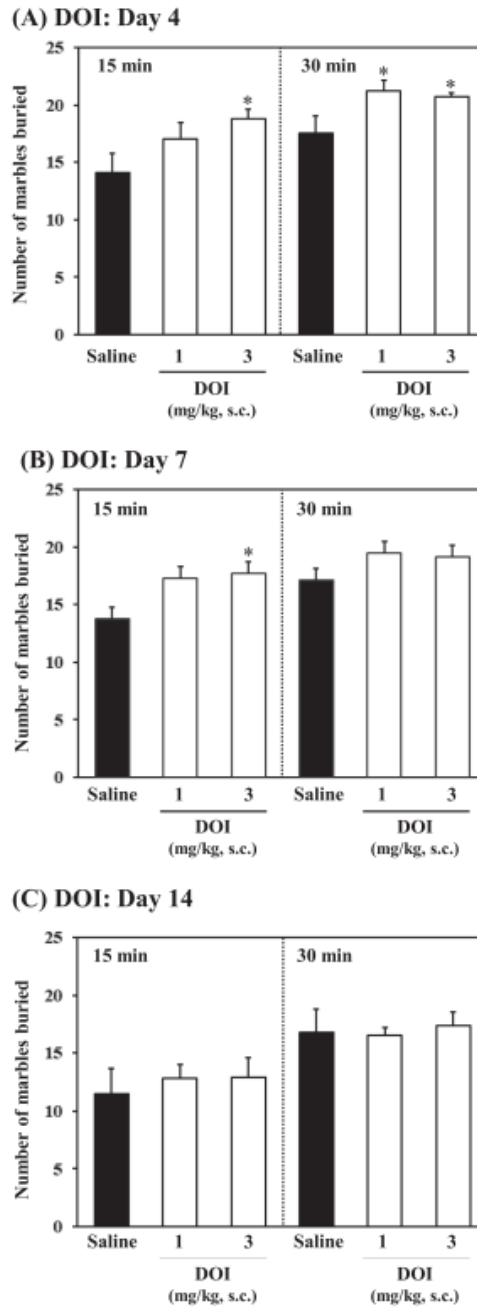 (A) DOI: Day 4
Number of marbles buried
25
20
15
10
5
0
15 min
30 min
*
*
*
Saline
1
3
Saline
1
3
DOI
DOI
(mg/kg, s.c.)
(mg/kg, s.c.)
(B) DOI: Day 7
Number of marbles buried
25
20
15
10
5
0
15 min
30 min
*
Saline
1
3
Saline
1
3
DOI
DOI
(mg/kg, s.c.)
(mg/kg, s.c.)
(C) DOI: Day 14
Number of marbles buried
25
20
15
10
5
0
15 min
30 min
Saline
1
3
Saline
1
3
DOI
DOI
(mg/kg, s.c.)
(mg/kg, s.c.)